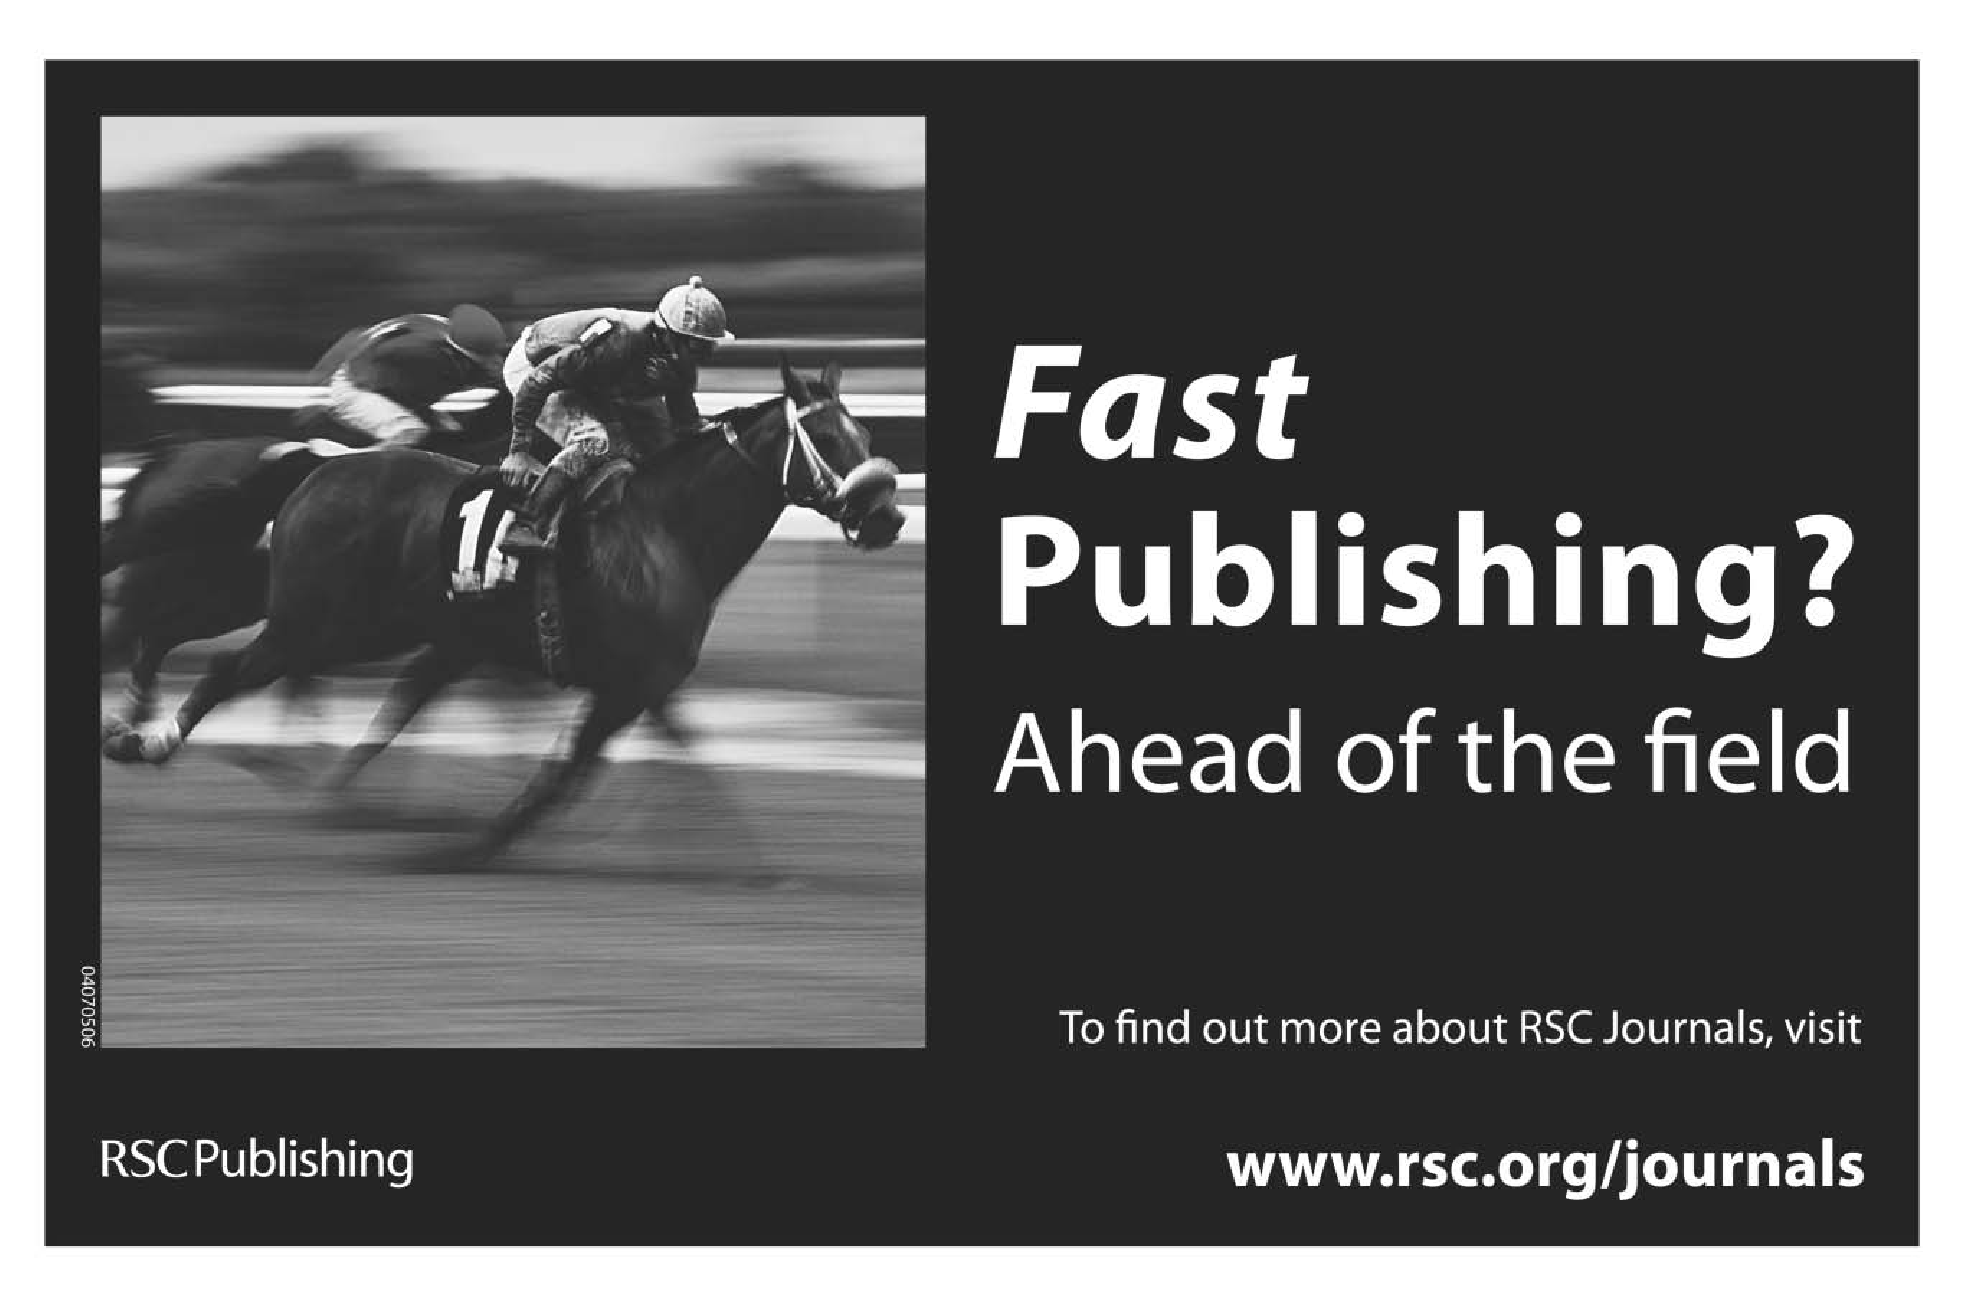 Fast
Publishing?
Ahead of the field
04070506
To find out more about RSC Journals, visit
RSCPublishing
www.rsc.org/journals